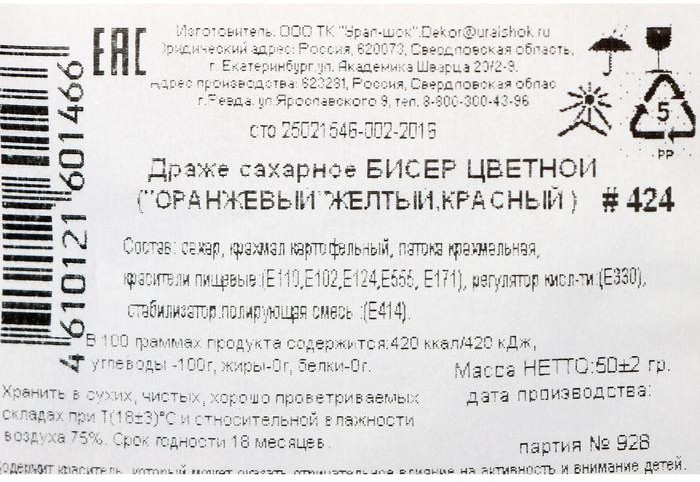 EAC
Изготовитель: ООО ТК "Урал-шок".Dekor@uralshok.ru
Юридический адрес: Россия, 620073, Свердловская область,
г. Екатеринбург,ул. Академика Шварца 20/2-9.
Адрес производства: 623281, Россия, Свердловская облас
г.Ревда, ул.Ярославского 9, тел. 8-800-300-43-96
сто 25021546-002-2016
5
PP
Драже сахарное БИСЕР ЦВЕТНОЙ
("ОРАНЖЕВЫЙ"ЖЕЛТЫЙ,КРАСНЫЙ ) # 424
Состав: сахар, крахмал картофельный, патока крахмальная,
красители пищевые:(Е110,Е102,Е124,Е555, Е171), регулятор кисл-ти:(Е330),
стабилизатор.полирующая смесь :(Е414).
В 100 граммах продукта содержится:420 ккал/420 кДж,
углеводы -100г, жиры-0г, белки-0г.
Масса НЕТТО:50±2 гр.
дата производства:
Хранить в сухих, чистых, хорошо проветриваемых
складах при Т(18±3)°С и относительной влажности
воздуха 75%. Срок годности 18 месяцев.
партия № 928
Содержит краситель, который может оказать отрицательное влияние на активность и внимание детей.
4 610121 601466